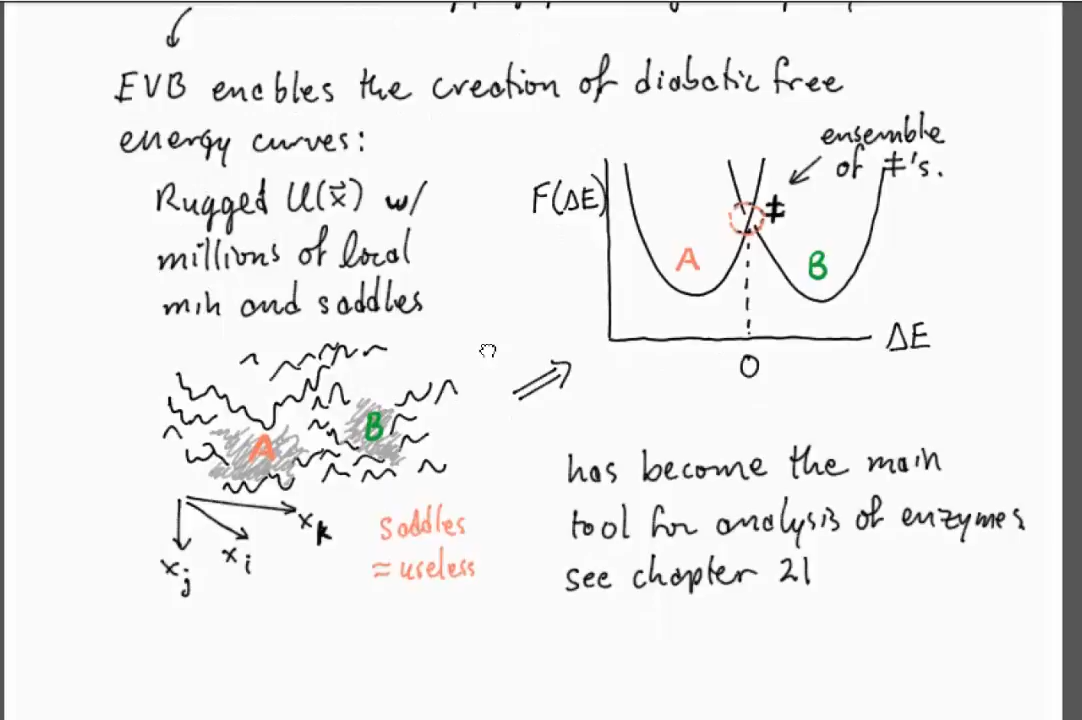 EVB enables the creation of diabatic free
energy curves:
Rugged U(x⃗) w/
millions of local
min and saddles
ensemble
of ‡'s.
F(ΔE)
‡
A
B
ΔE
0
A
B
x_k
x_i
x_j
saddles
≈ useless
has become the main
tool for analysis of enzymes
see chapter 21